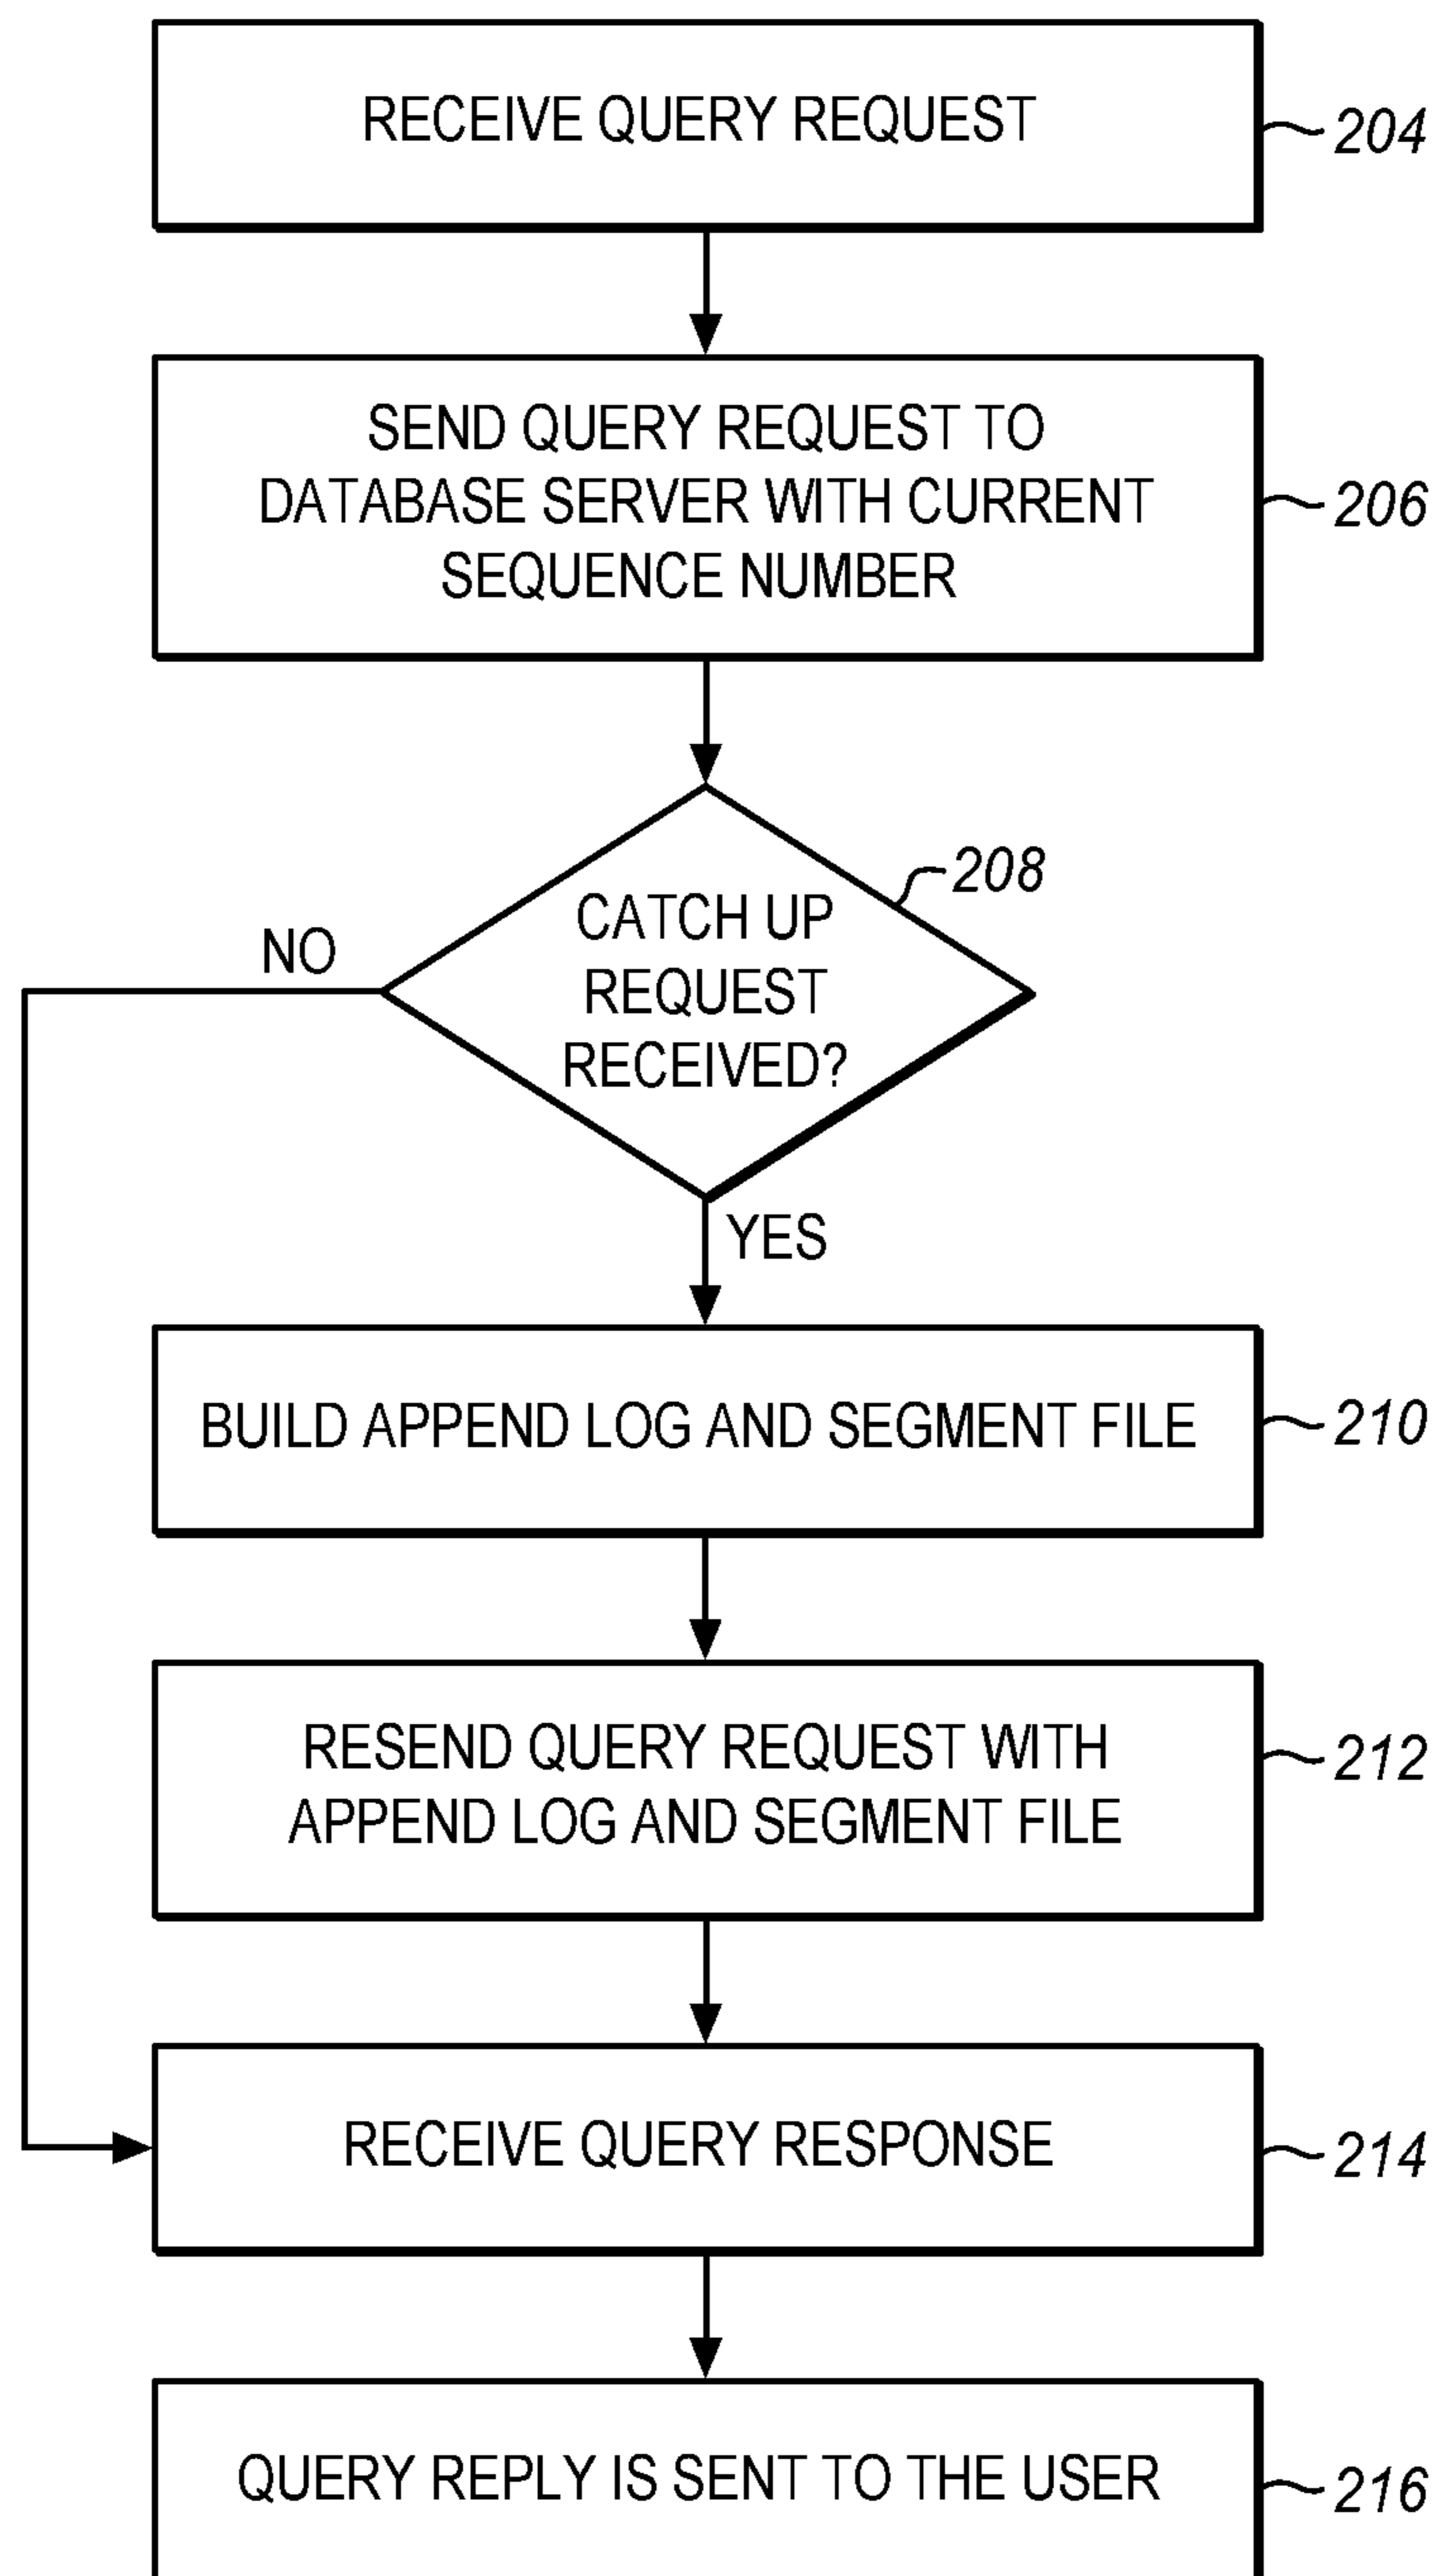 RECEIVE QUERY REQUEST
204
SEND QUERY REQUEST TO
DATABASE SERVER WITH CURRENT
SEQUENCE NUMBER
206
208
CATCH UP
REQUEST
RECEIVED?
NO
YES
BUILD APPEND LOG AND SEGMENT FILE
210
RESEND QUERY REQUEST WITH
APPEND LOG AND SEGMENT FILE
212
RECEIVE QUERY RESPONSE
214
QUERY REPLY IS SENT TO THE USER
216